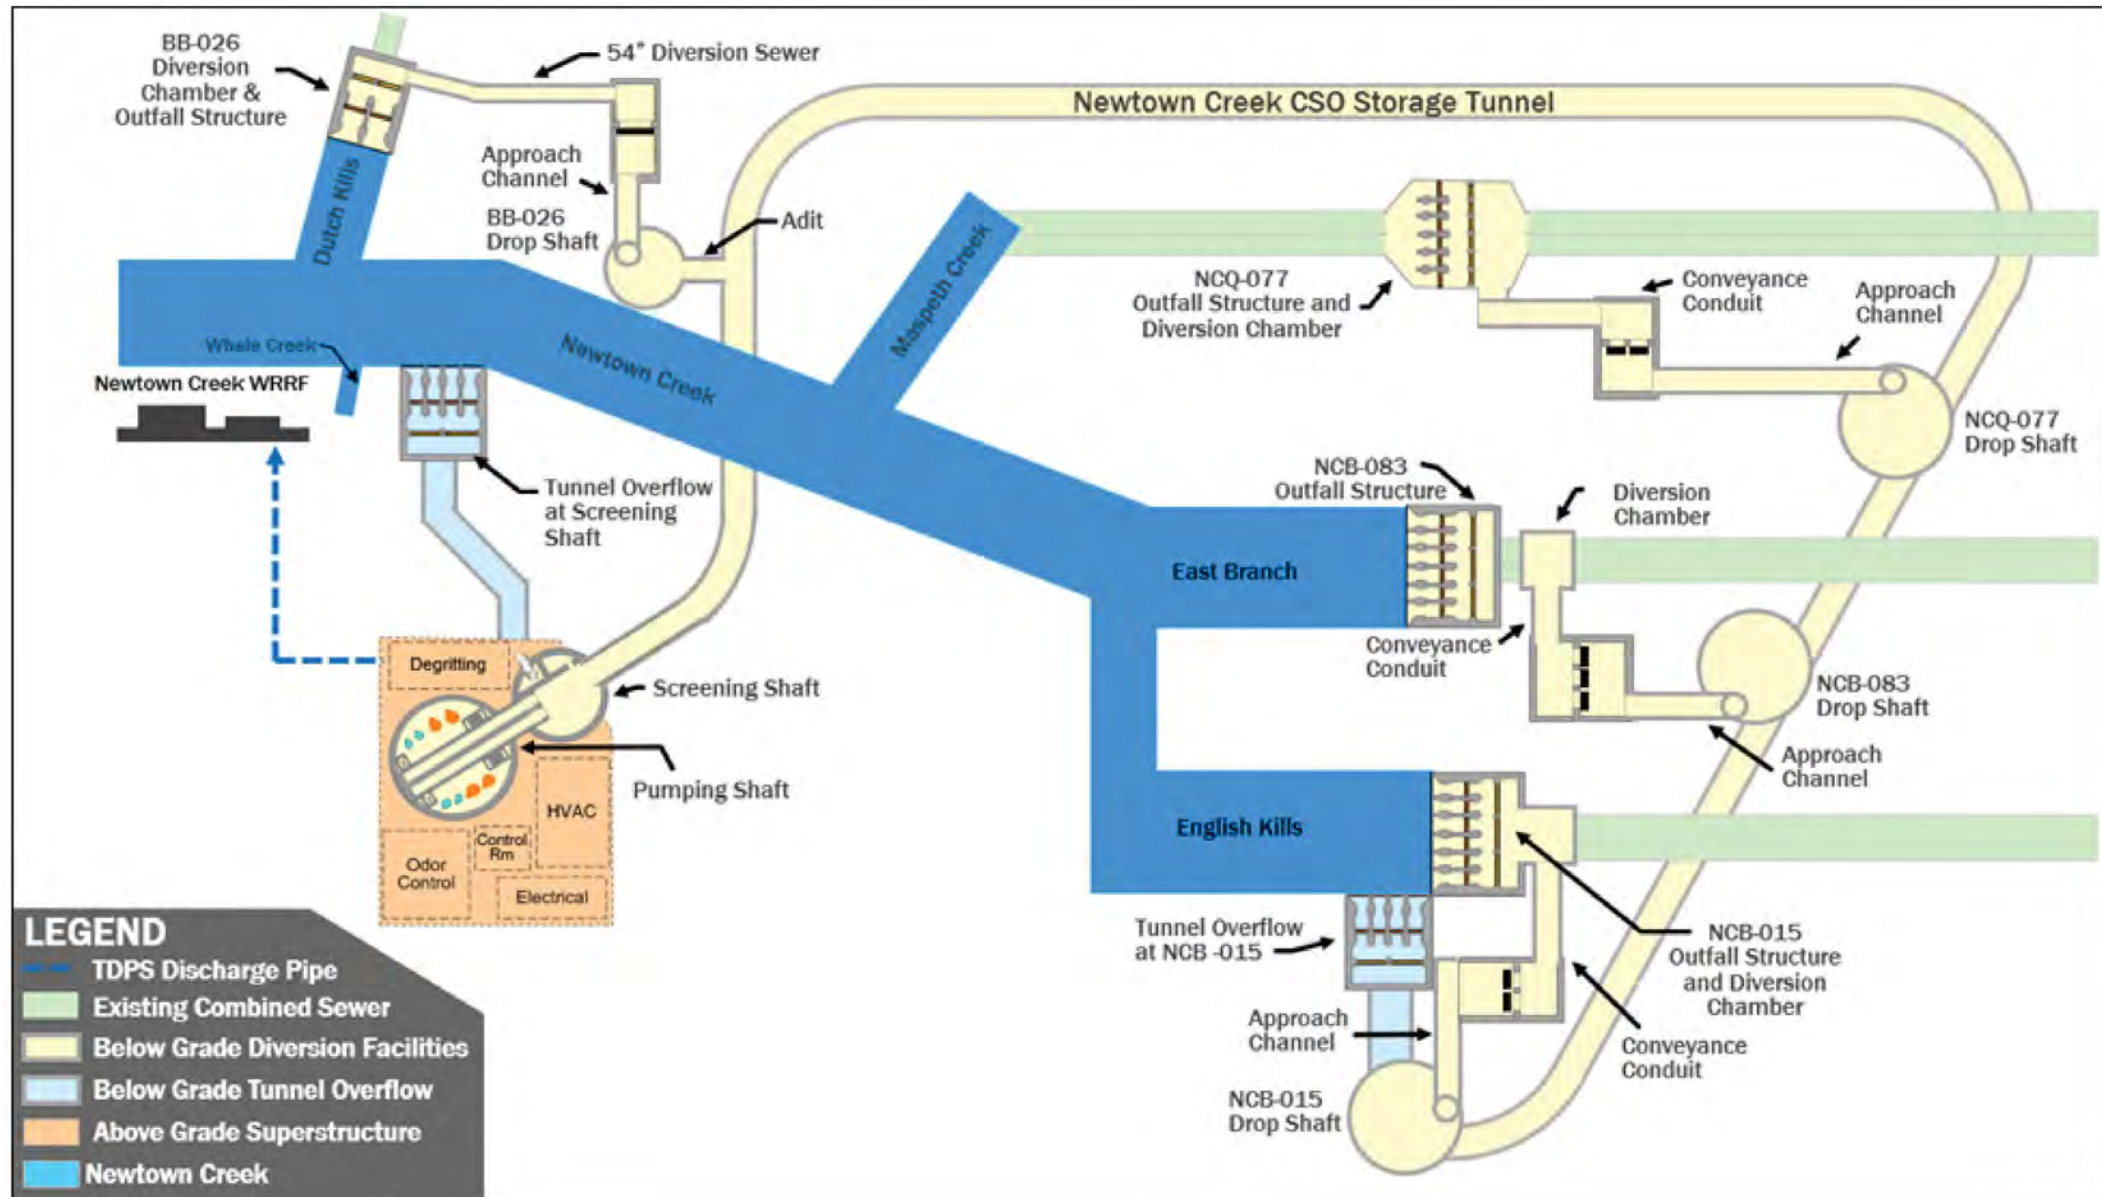 BB-026
Diversion
Chamber &
Outfall Structure
54" Diversion Sewer
Newtown Creek CSO Storage Tunnel
Approach
Channel
BB-026
Drop Shaft
Adit
Dutch Kills
Maspeth Creek
NCQ-077
Outfall Structure and
Diversion Chamber
Conveyance
Conduit
Approach
Channel
Whale Creek
Newtown Creek
Newtown Creek WRRF
NCQ-077
Drop Shaft
Tunnel Overflow
at Screening
Shaft
NCB-083
Outfall Structure
Diversion
Chamber
East Branch
Conveyance
Conduit
Degritting
Screening Shaft
NCB-083
Drop Shaft
Approach
Channel
Pumping Shaft
HVAC
Control
Rm
Odor
Control
Electrical
English Kills
Tunnel Overflow
at NCB -015
NCB-015
Outfall Structure
and Diversion
Chamber
Approach
Channel
Conveyance
Conduit
NCB-015
Drop Shaft
LEGEND
TDPS Discharge Pipe
Existing Combined Sewer
Below Grade Diversion Facilities
Below Grade Tunnel Overflow
Above Grade Superstructure
Newtown Creek